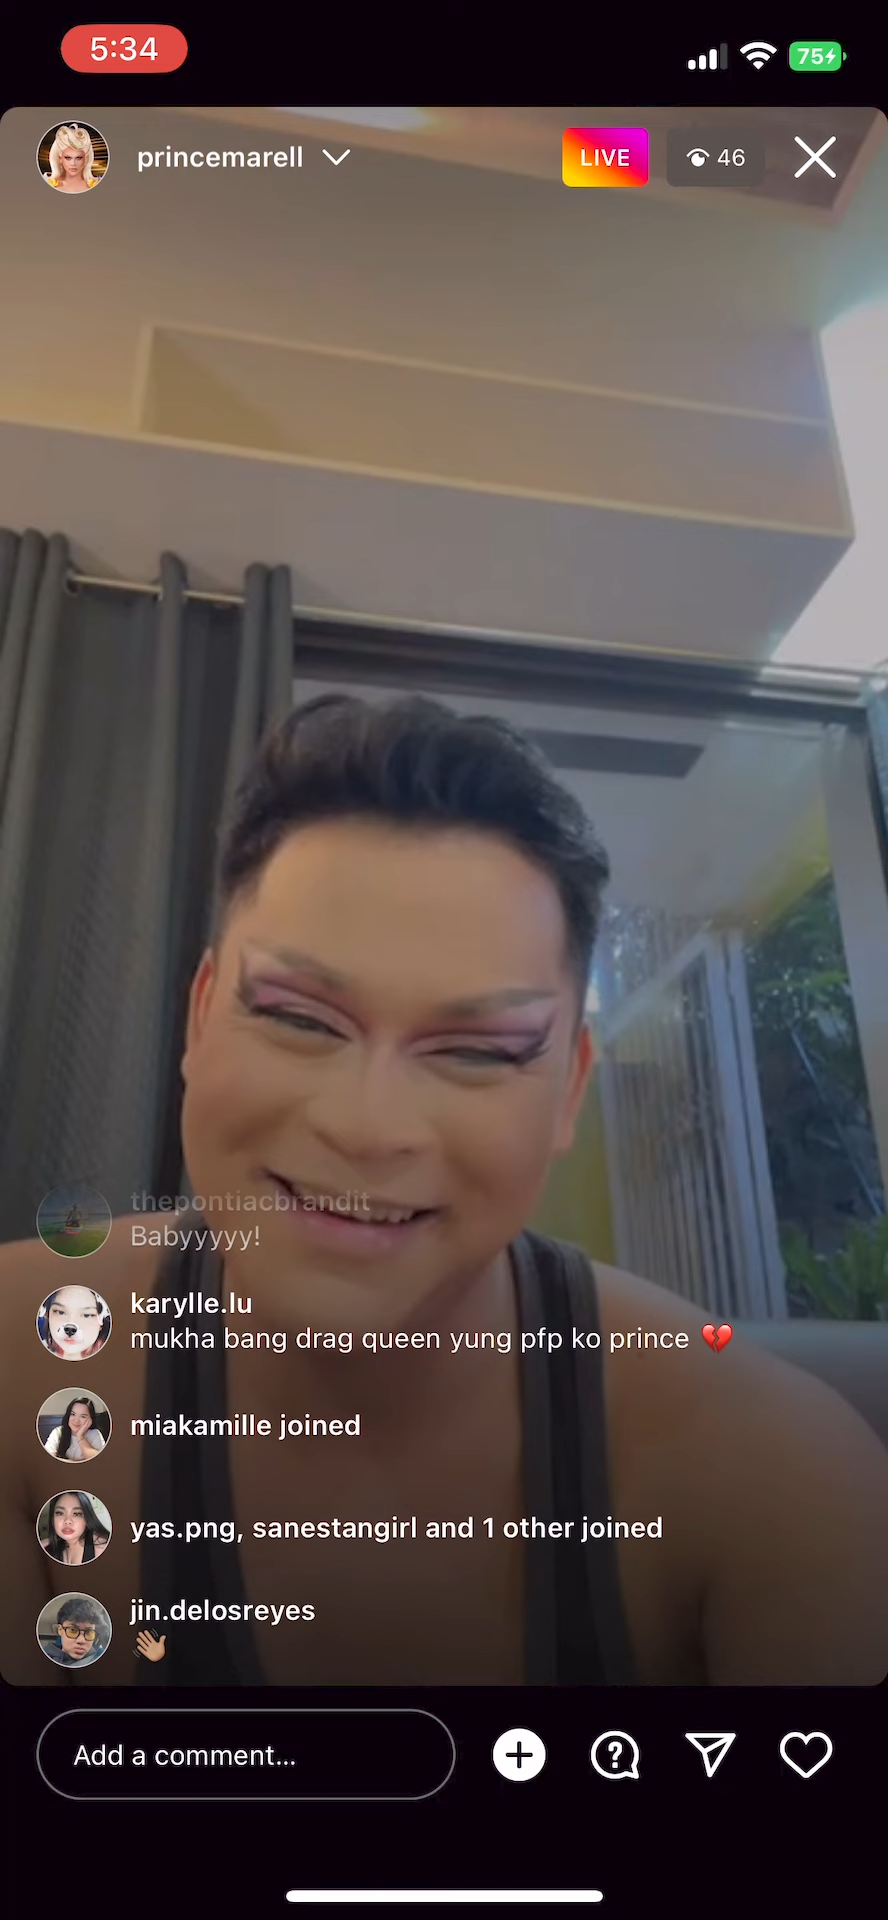 5:34
75
princemarell
LIVE
46
thepontiacbrandit
Babyyyyy!
karylle.lu
mukha bang drag queen yung pfp ko prince 💔
miakamille joined
yas.png, sanestangirl and 1 other joined
jin.delosreyes
👋🏽
Add a comment...